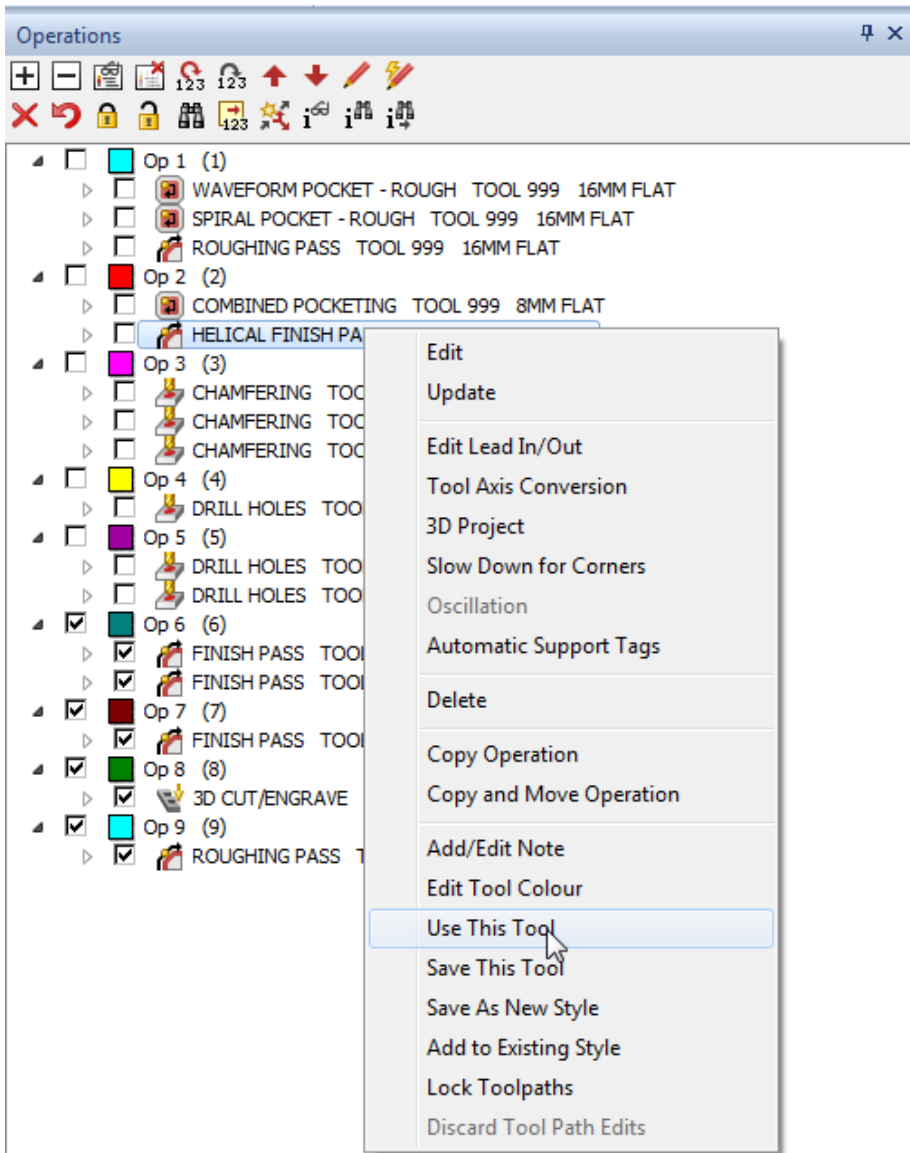 Operations
123 123
123 i i i
Op 1 (1)
WAVEFORM POCKET - ROUGH TOOL 999 16MM FLAT
SPIRAL POCKET - ROUGH TOOL 999 16MM FLAT
ROUGHING PASS TOOL 999 16MM FLAT
Op 2 (2)
COMBINED POCKETING TOOL 999 8MM FLAT
HELICAL FINISH PA
Op 3 (3)
CHAMFERING TOO
CHAMFERING TOO
CHAMFERING TOO
Op 4 (4)
DRILL HOLES TOO
Op 5 (5)
DRILL HOLES TOO
DRILL HOLES TOO
Op 6 (6)
FINISH PASS TOOL
FINISH PASS TOOL
Op 7 (7)
FINISH PASS TOOL
Op 8 (8)
3D CUT/ENGRAVE
Op 9 (9)
ROUGHING PASS T
Edit
Update
Edit Lead In/Out
Tool Axis Conversion
3D Project
Slow Down for Corners
Oscillation
Automatic Support Tags
Delete
Copy Operation
Copy and Move Operation
Add/Edit Note
Edit Tool Colour
Use This Tool
Save This Tool
Save As New Style
Add to Existing Style
Lock Toolpaths
Discard Tool Path Edits